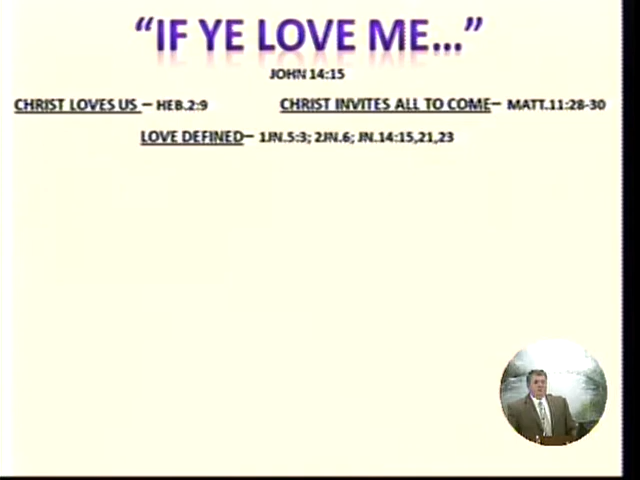 “IF YE LOVE ME...”
JOHN 14:15
CHRIST LOVES US – HEB.2:9 CHRIST INVITES ALL TO COME– MATT.11:28-30
LOVE DEFINED– 1JN.5:3; 2JN.6; JN.14:15,21,23